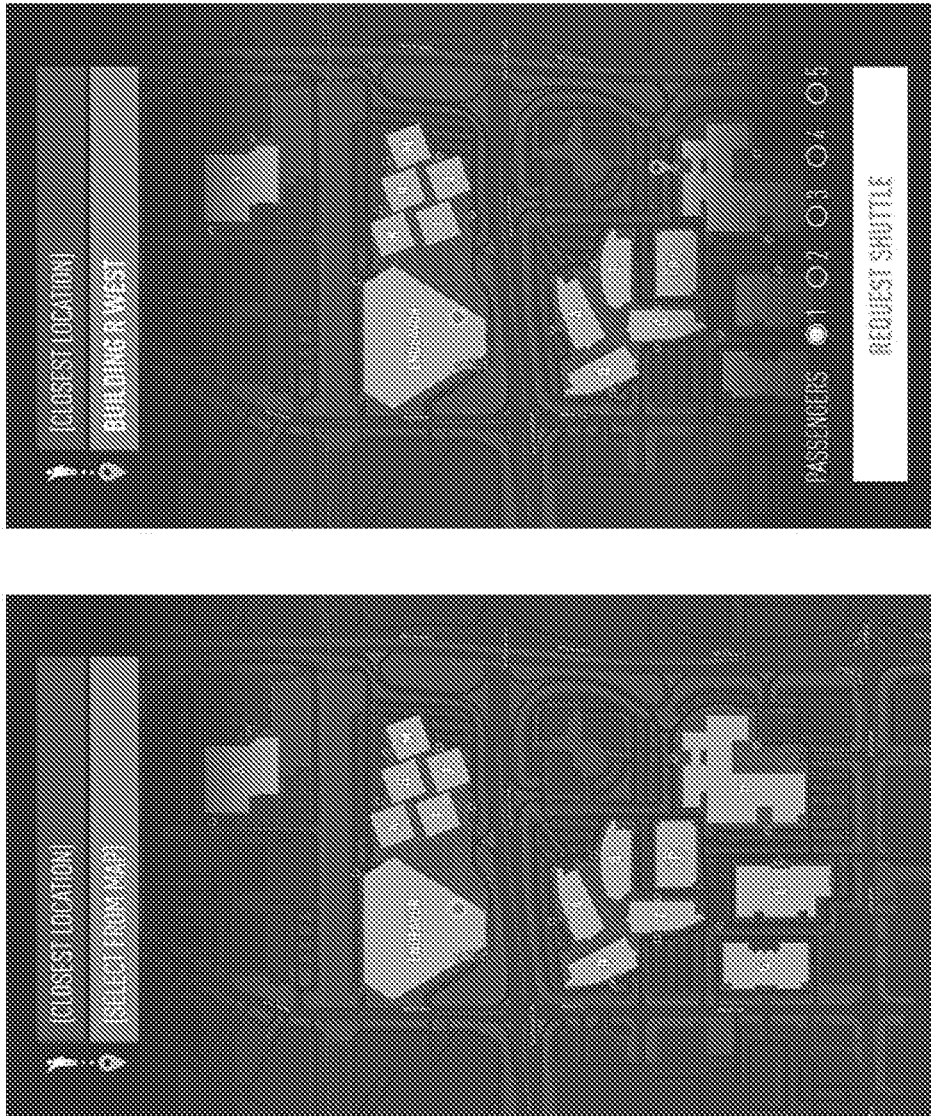 [CLOSEST LOCATION]
[SELECT FROM MAP]
[CLOSEST LOCATION]
BUILDING R WEST
PASSENGERS 1 2 3 4 5
REQUEST SHUTTLE